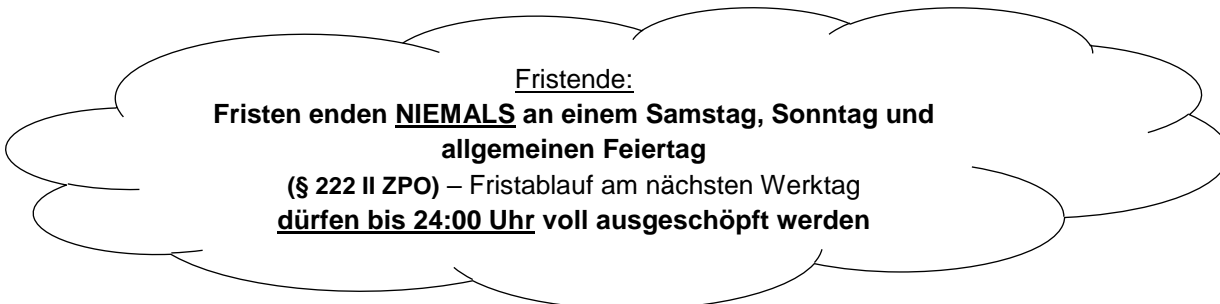 Fristende:
Fristen enden NIEMALS an einem Samstag, Sonntag und
allgemeinen Feiertag
(§ 222 II ZPO) – Fristablauf am nächsten Werktag
dürfen bis 24:00 Uhr voll ausgeschöpft werden